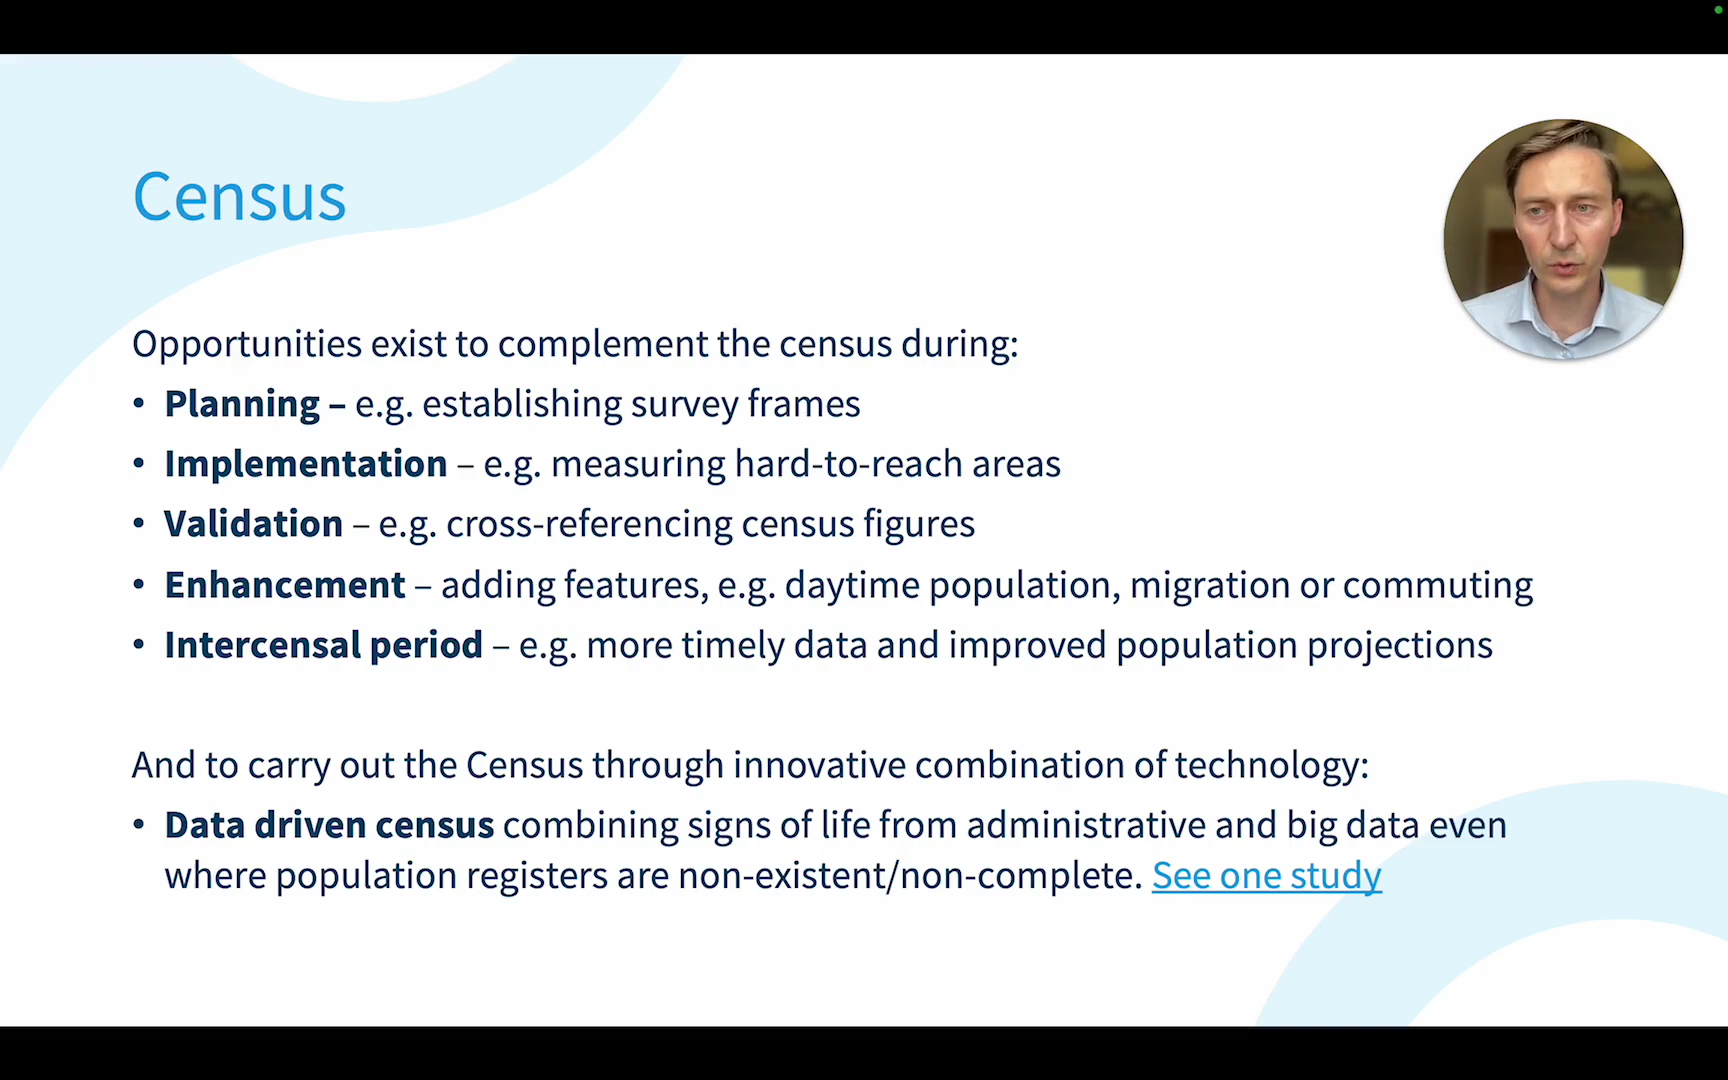 Census
Opportunities exist to complement the census during:
• Planning – e.g. establishing survey frames
• Implementation – e.g. measuring hard-to-reach areas
• Validation – e.g. cross-referencing census figures
• Enhancement – adding features, e.g. daytime population, migration or commuting
• Intercensal period – e.g. more timely data and improved population projections
And to carry out the Census through innovative combination of technology:
• Data driven census combining signs of life from administrative and big data even
where population registers are non-existent/non-complete. See one study